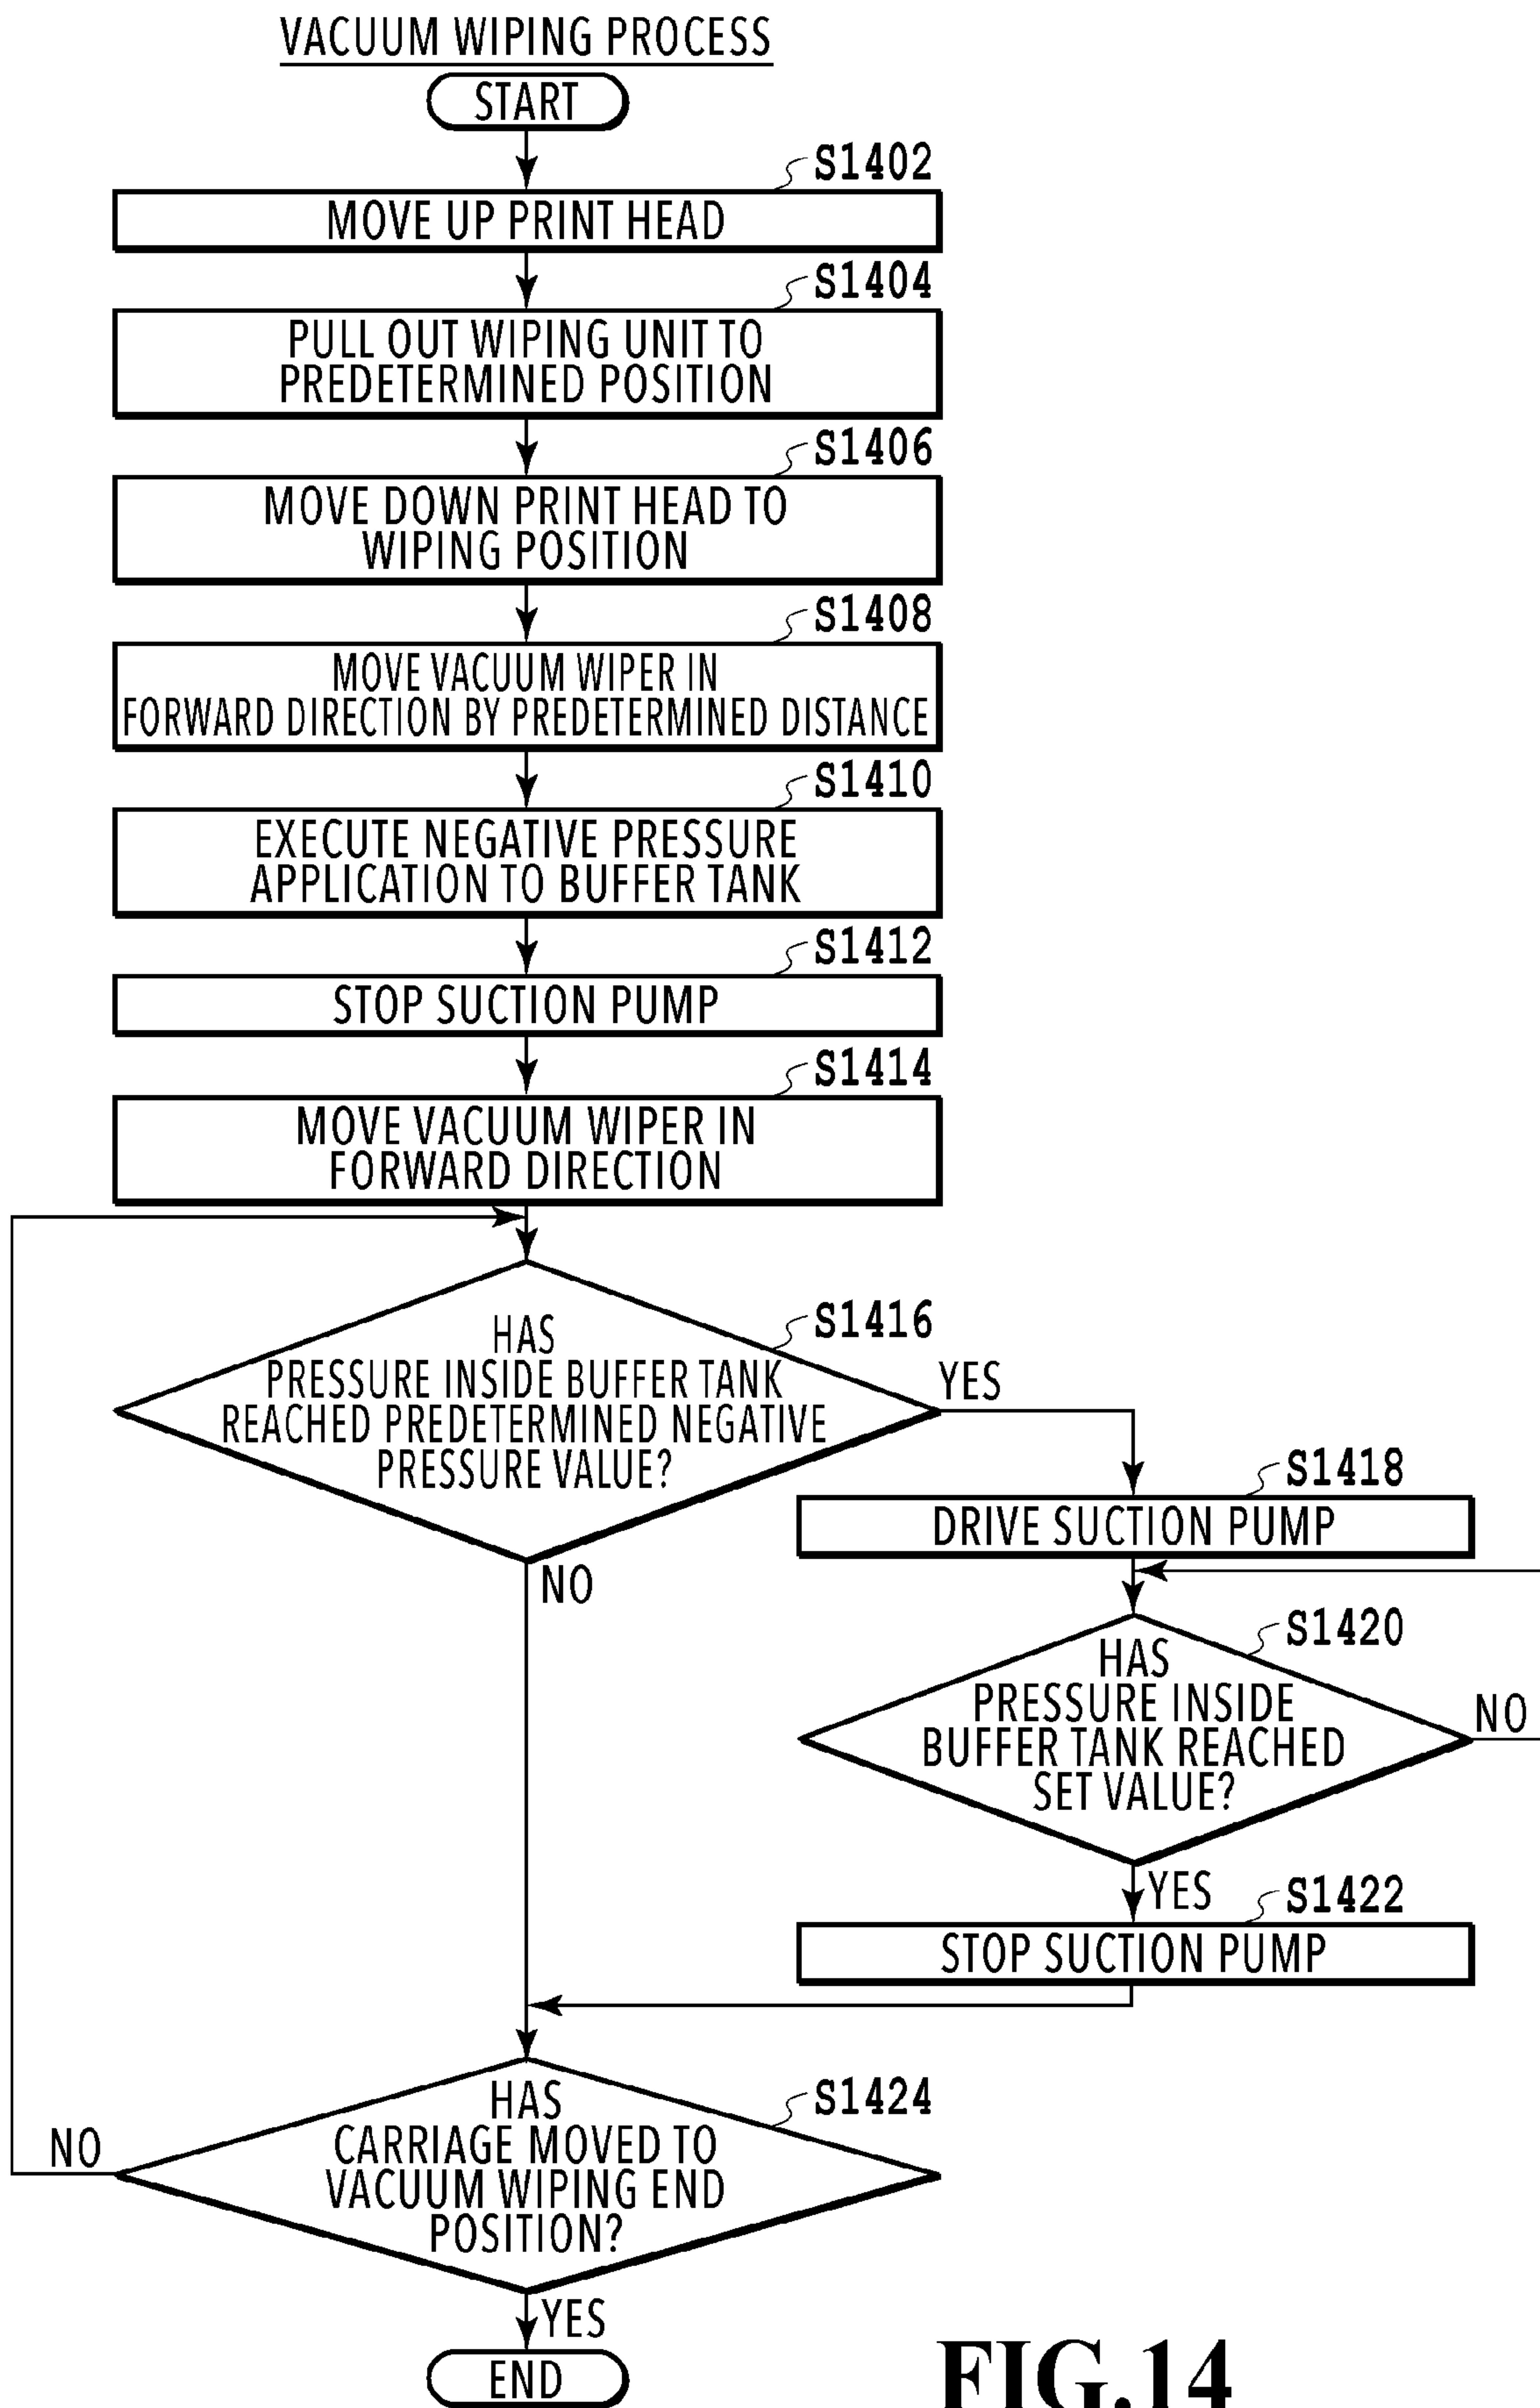 VACUUM WIPING PROCESS
START
S1402
MOVE UP PRINT HEAD
S1404
PULL OUT WIPING UNIT TO
PREDETERMINED POSITION
S1406
MOVE DOWN PRINT HEAD TO
WIPING POSITION
S1408
MOVE VACUUM WIPER IN
FORWARD DIRECTION BY PREDETERMINED DISTANCE
S1410
EXECUTE NEGATIVE PRESSURE
APPLICATION TO BUFFER TANK
S1412
STOP SUCTION PUMP
S1414
MOVE VACUUM WIPER IN
FORWARD DIRECTION
S1416
HAS
PRESSURE INSIDE BUFFER TANK
REACHED PREDETERMINED NEGATIVE
PRESSURE VALUE?
YES
NO
S1418
DRIVE SUCTION PUMP
S1420
HAS
PRESSURE INSIDE
BUFFER TANK REACHED
SET VALUE?
NO
YES
S1422
STOP SUCTION PUMP
S1424
HAS
CARRIAGE MOVED TO
VACUUM WIPING END
POSITION?
NO
YES
END
FIG.14